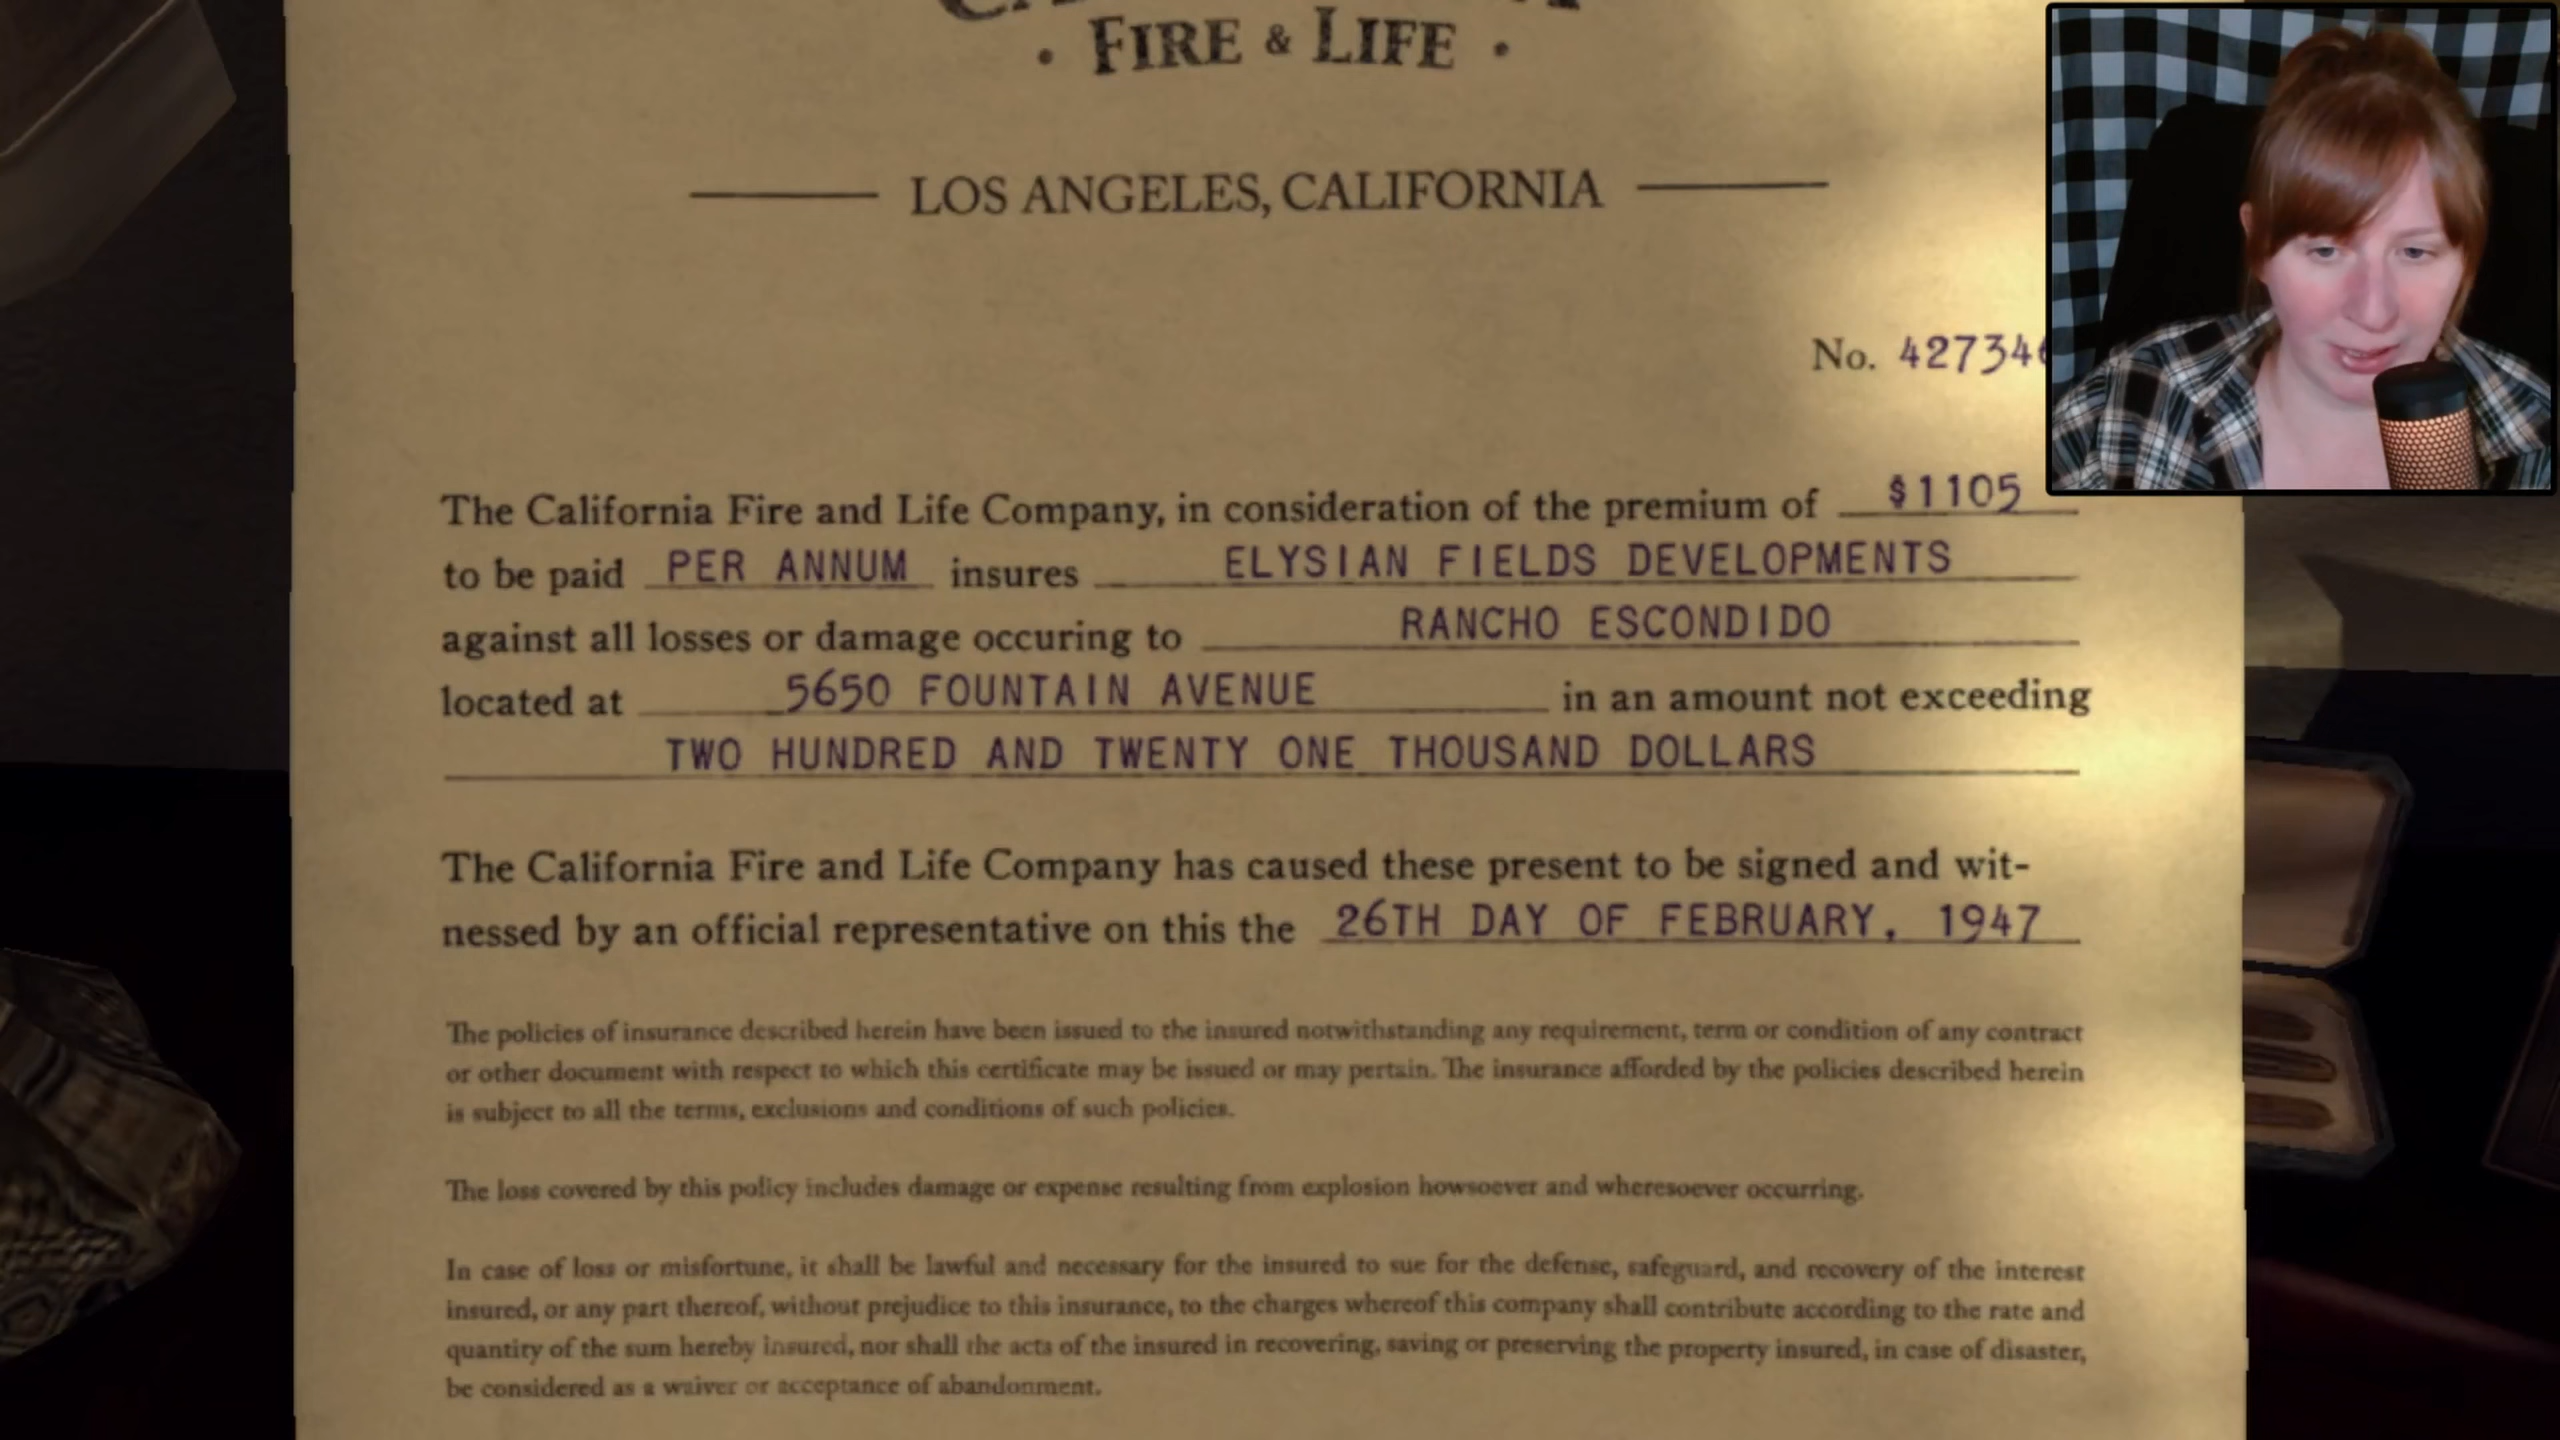 · FIRE & LIFE ·
LOS ANGELES, CALIFORNIA
No. 42734
The California Fire and Life Company, in consideration of the premium of $1105
to be paid PER ANNUM insures ELYSIAN FIELDS DEVELOPMENTS
against all losses or damage occuring to RANCHO ESCONDIDO
located at 5650 FOUNTAIN AVENUE in an amount not exceeding
TWO HUNDRED AND TWENTY ONE THOUSAND DOLLARS
The California Fire and Life Company has caused these present to be signed and wit-
nessed by an official representative on this the 26TH DAY OF FEBRUARY, 1947
The policies of insurance described herein have been issued to the insured notwithstanding any requirement, term or condition of any contract
or other document with respect to which this certificate may be issued or may pertain. The insurance afforded by the policies described herein
is subject to all the terms, exclusions and conditions of such policies.
The loss covered by this policy includes damage or expense resulting from explosion howsoever and wheresoever occurring.
In case of loss or misfortune, it shall be lawful and necessary for the insured to sue for the defense, safeguard, and recovery of the interest
insured, or any part thereof, without prejudice to this insurance, to the charges whereof this company shall contribute according to the rate and
quantity of the sum hereby insured, nor shall the acts of the insured in recovering, saving or preserving the property insured, in case of disaster,
be considered as a waiver or acceptance of abandonment.